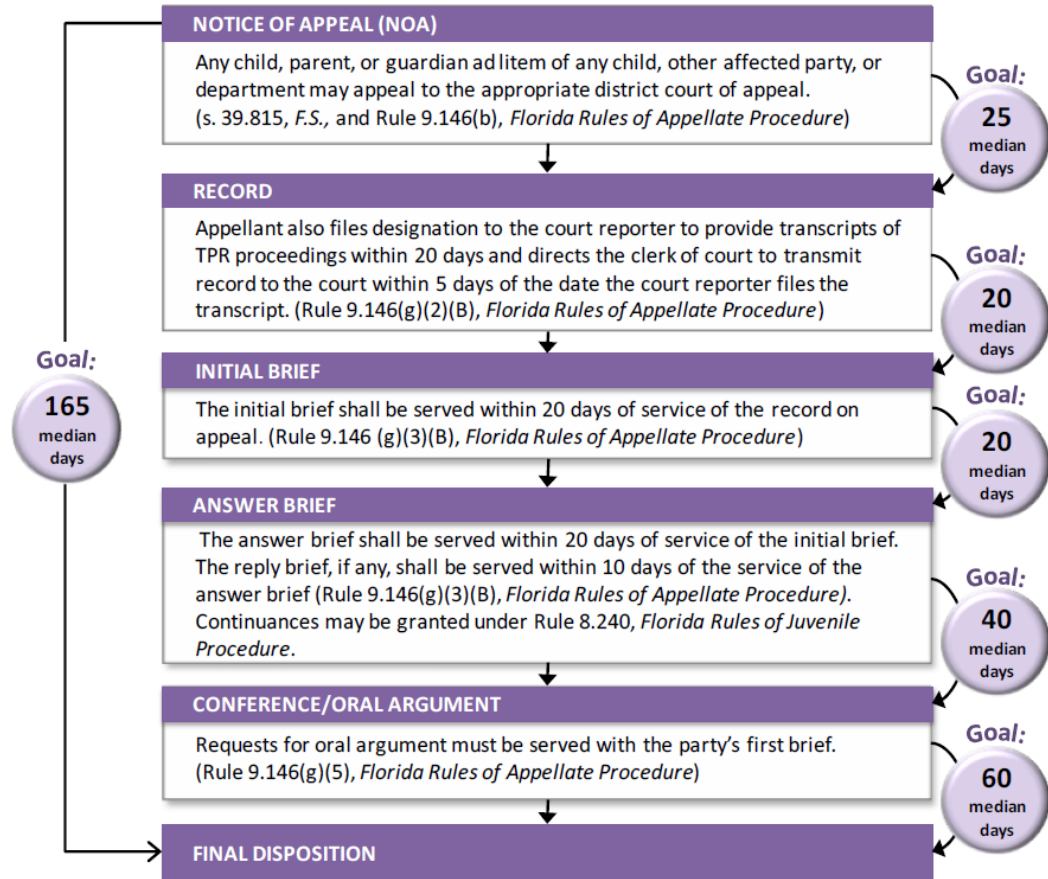 NOTICE OF APPEAL (NOA)
Any child, parent, or guardian ad litem of any child, other affected party, or
department may appeal to the appropriate district court of appeal.
(s. 39.815, F.S., and Rule 9.146(b), Florida Rules of Appellate Procedure)
Goal:
25
median
days
RECORD
Appellant also files designation to the court reporter to provide transcripts of
TPR proceedings within 20 days and directs the clerk of court to transmit
record to the court within 5 days of the date the court reporter files the
transcript. (Rule 9.146(g)(2)(B), Florida Rules of Appellate Procedure)
Goal:
20
median
days
Goal:
165
median
days
INITIAL BRIEF
The initial brief shall be served within 20 days of service of the record on
appeal. (Rule 9.146 (g)(3)(B), Florida Rules of Appellate Procedure)
Goal:
20
median
days
ANSWER BRIEF
The answer brief shall be served within 20 days of service of the initial brief.
The reply brief, if any, shall be served within 10 days of the service of the
answer brief (Rule 9.146(g)(3)(B), Florida Rules of Appellate Procedure).
Continuances may be granted under Rule 8.240, Florida Rules of Juvenile
Procedure.
Goal:
40
median
days
CONFERENCE/ORAL ARGUMENT
Requests for oral argument must be served with the party's first brief.
(Rule 9.146(g)(5), Florida Rules of Appellate Procedure)
Goal:
60
median
days
FINAL DISPOSITION